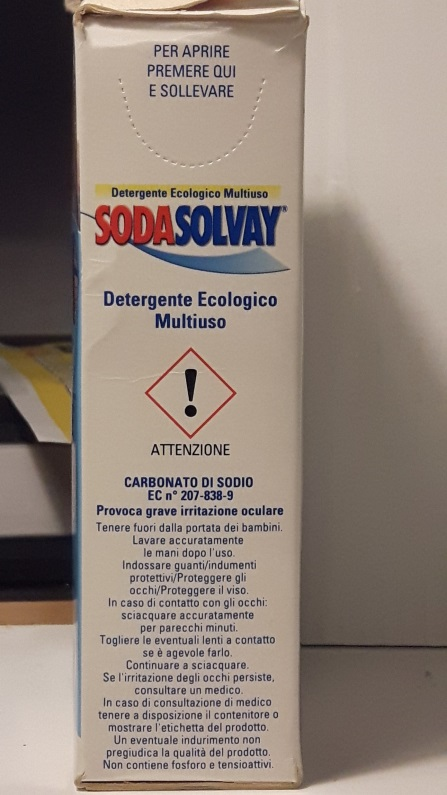 PER APRIRE
PREMERE QUI
E SOLLEVARE
Detergente Ecologico Multiuso
SODASOLVAY®
Detergente Ecologico
Multiuso
!
ATTENZIONE
CARBONATO DI SODIO
EC n° 207-838-9
Provoca grave irritazione oculare
Tenere fuori dalla portata dei bambini.
Lavare accuratamente
le mani dopo l'uso.
Indossare guanti/indumenti
protettivi/Proteggere gli
occhi/Proteggere il viso.
In caso di contatto con gli occhi:
sciacquare accuratamente
per parecchi minuti.
Togliere le eventuali lenti a contatto
se è agevole farlo.
Continuare a sciacquare.
Se l'irritazione degli occhi persiste,
consultare un medico.
In caso di consultazione di medico
tenere a disposizione il contenitore o
mostrare l'etichetta del prodotto.
Un eventuale indurimento non
pregiudica la qualità del prodotto.
Non contiene fosforo e tensioattivi.